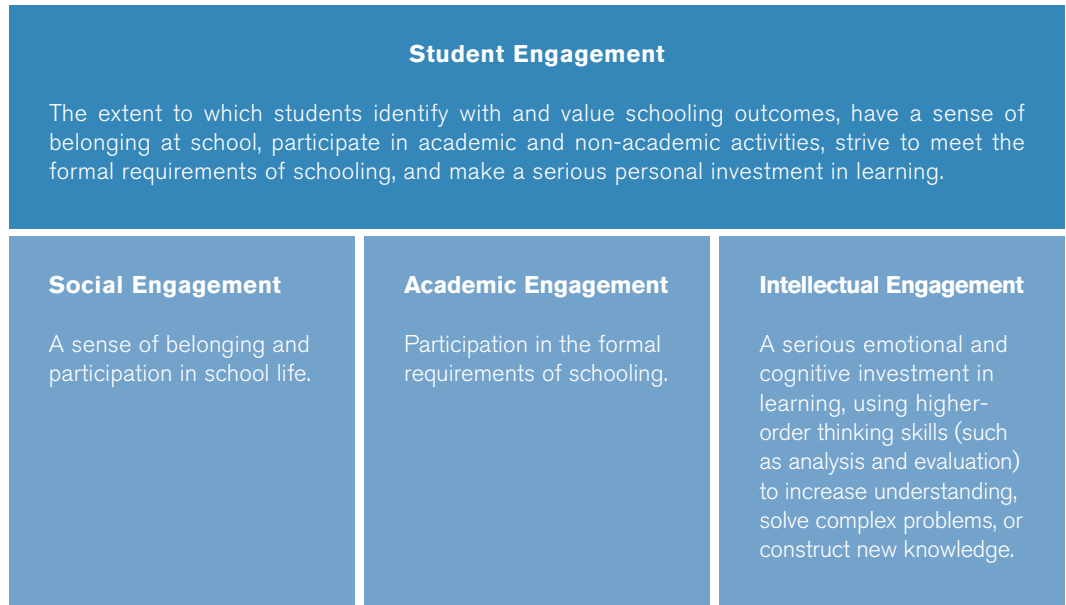 Student Engagement
The extent to which students identify with and value schooling outcomes, have a sense of
belonging at school, participate in academic and non-academic activities, strive to meet the
formal requirements of schooling, and make a serious personal investment in learning.
Social Engagement
A sense of belonging and
participation in school life.
Academic Engagement
Participation in the formal
requirements of schooling.
Intellectual Engagement
A serious emotional and
cognitive investment in
learning, using higher-
order thinking skills (such
as analysis and evaluation)
to increase understanding,
solve complex problems, or
construct new knowledge.